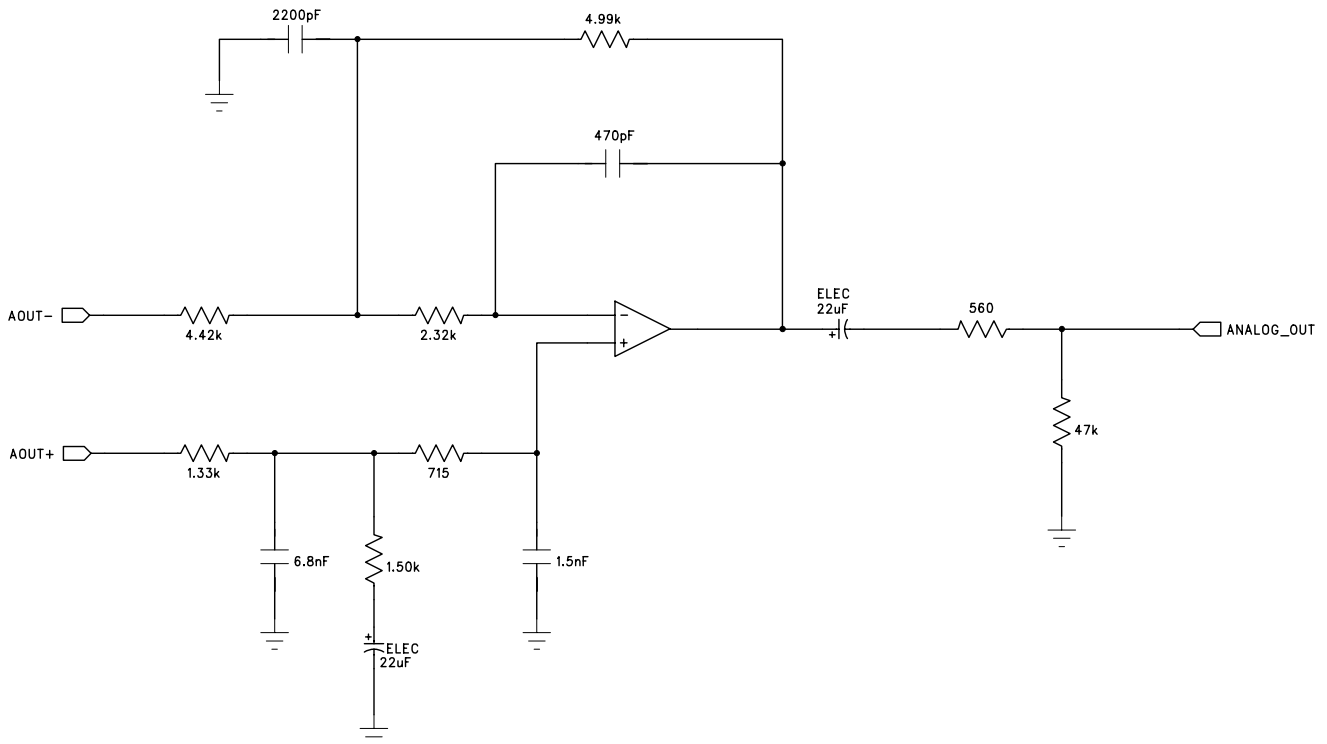 2200pF
4.99k
470pF
AOUT-
4.42k
2.32k
-
+
ELEC
22uF
+
560
ANALOG_OUT
47k
AOUT+
1.33k
715
6.8nF
1.50k
1.5nF
+
ELEC
22uF